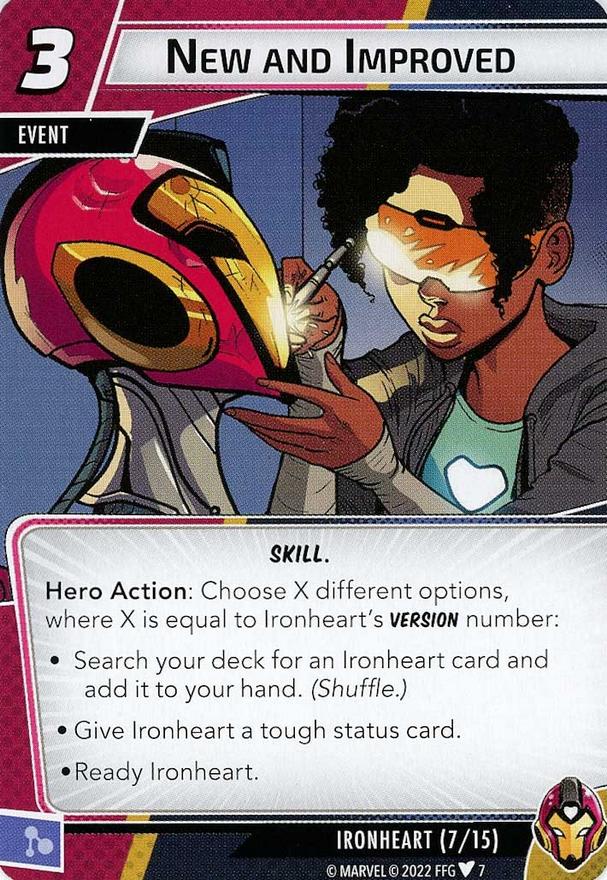 3
NEW AND IMPROVED
EVENT
SKILL.
Hero Action: Choose X different options,
where X is equal to Ironheart's VERSION number:
• Search your deck for an Ironheart card and
add it to your hand. (Shuffle.)
• Give Ironheart a tough status card.
• Ready Ironheart.
IRONHEART (7/15)
© MARVEL © 2022 FFG ♥ 7